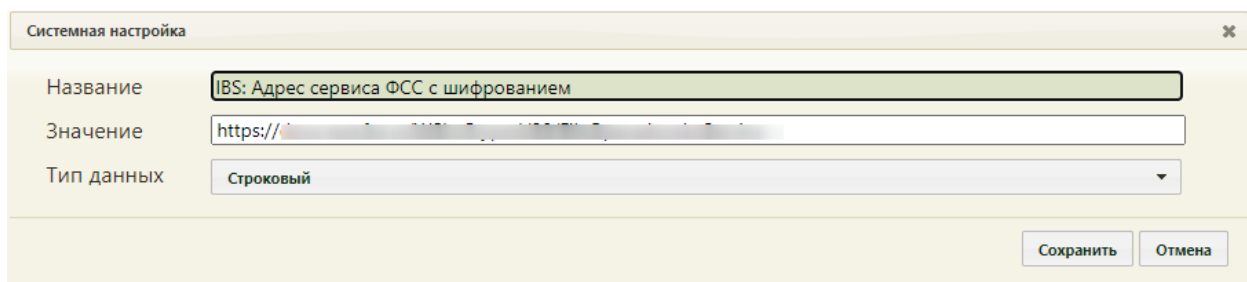 Системная настройка
Название IBS: Адрес сервиса ФСС с шифрованием
Значение https://
Тип данных Строковый
Сохранить Отмена